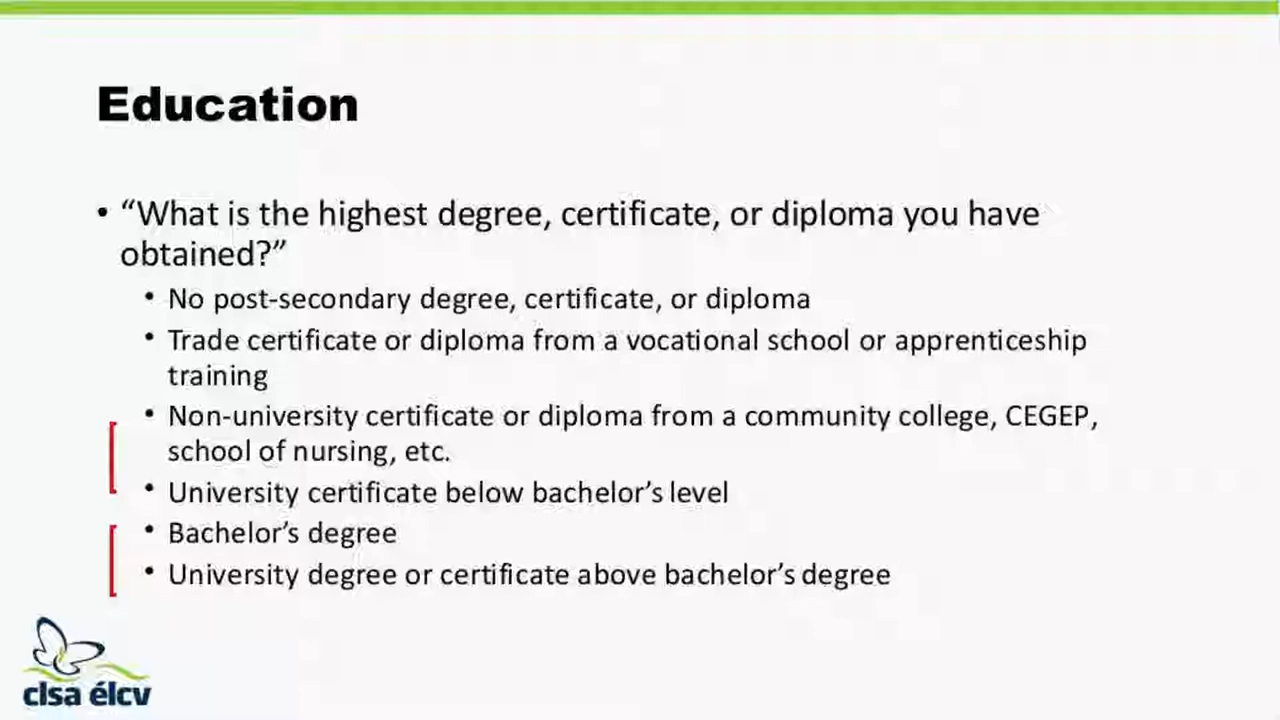 Education
• “What is the highest degree, certificate, or diploma you have
obtained?”
• No post-secondary degree, certificate, or diploma
• Trade certificate or diploma from a vocational school or apprenticeship
training
• Non-university certificate or diploma from a community college, CEGEP,
school of nursing, etc.
• University certificate below bachelor’s level
• Bachelor’s degree
• University degree or certificate above bachelor’s degree
clsa élcv